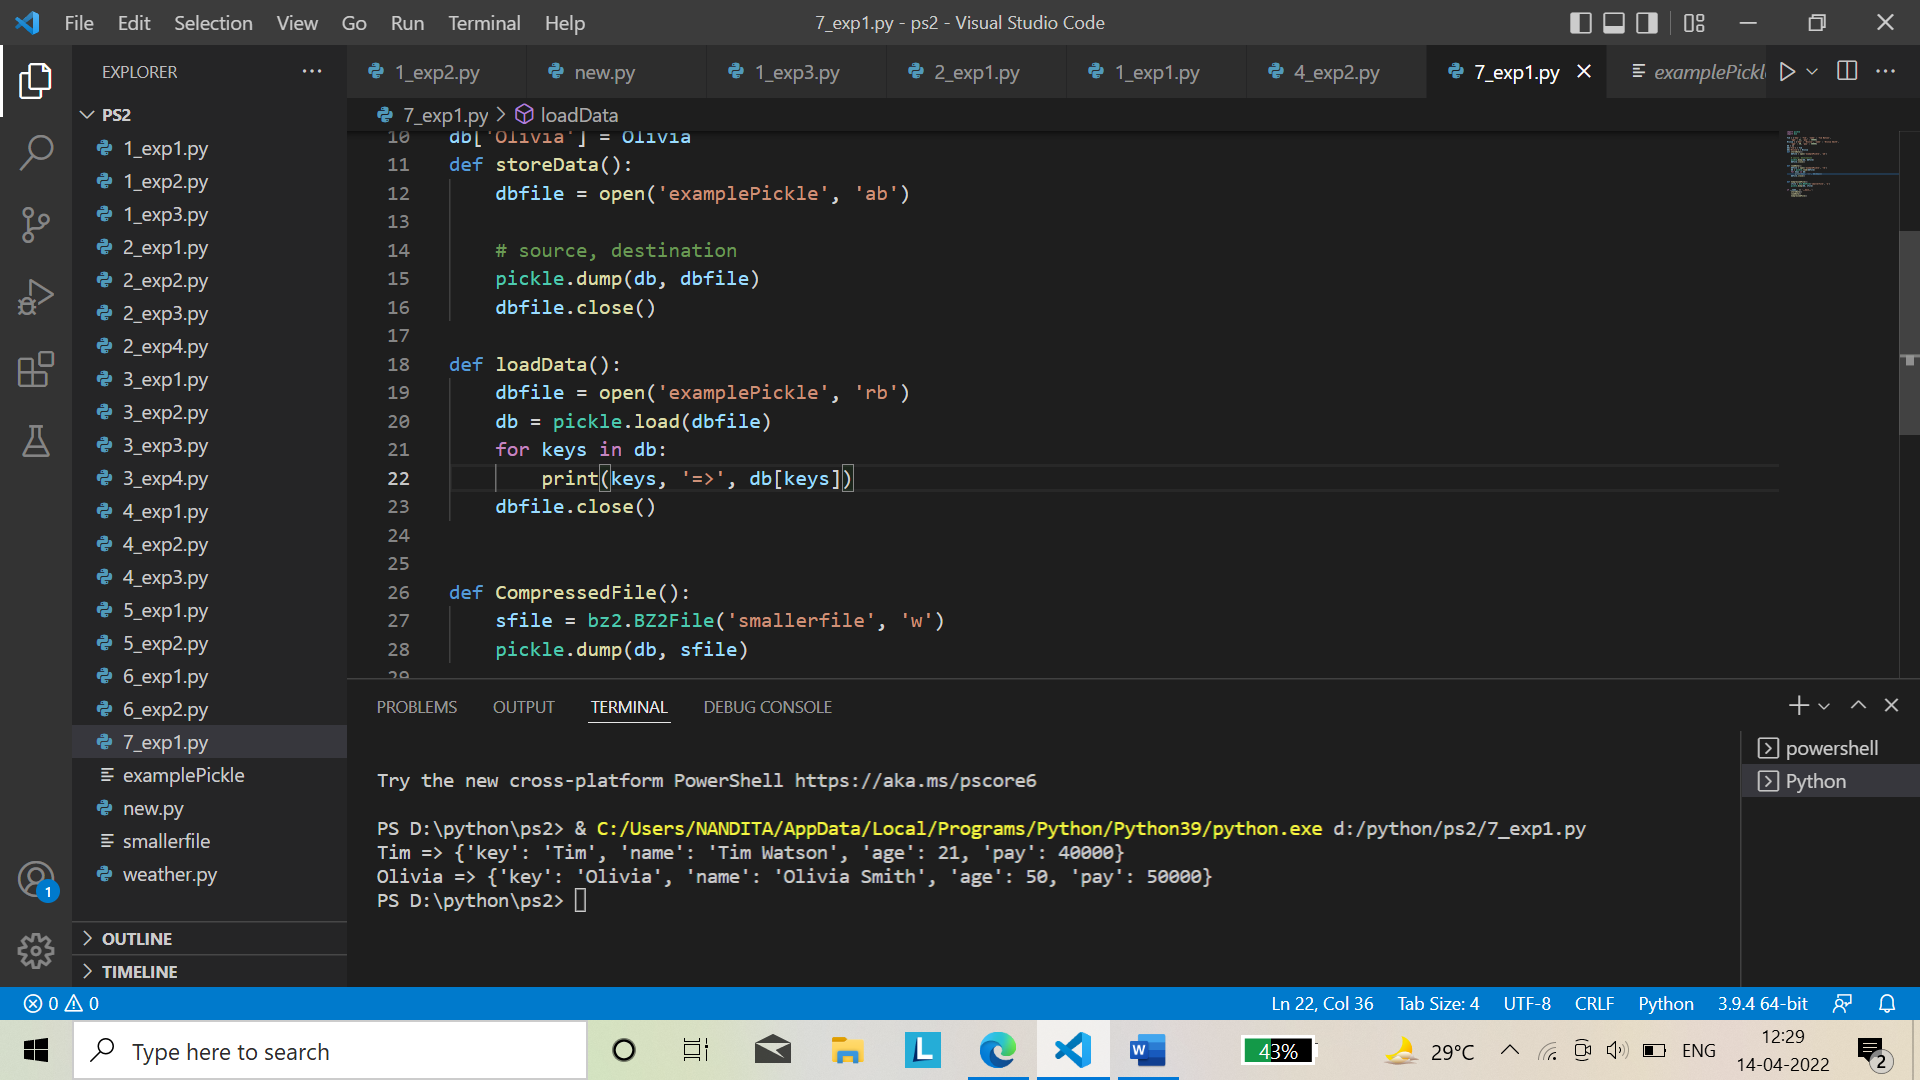 File Edit Selection View Go Run Terminal Help
7_exp1.py - ps2 - Visual Studio Code
EXPLORER
PS2
1_exp1.py
1_exp2.py
1_exp3.py
2_exp1.py
2_exp2.py
2_exp3.py
2_exp4.py
3_exp1.py
3_exp2.py
3_exp3.py
3_exp4.py
4_exp1.py
4_exp2.py
4_exp3.py
5_exp1.py
5_exp2.py
6_exp1.py
6_exp2.py
7_exp1.py
examplePickle
new.py
smallerfile
weather.py
1
OUTLINE
TIMELINE
1_exp2.py new.py 1_exp3.py 2_exp1.py 1_exp1.py 4_exp2.py 7_exp1.py examplePickl
7_exp1.py > loadData
10 db['Olivia'] = Olivia
11 def storeData():
12 dbfile = open('examplePickle', 'ab')
13
14 # source, destination
15 pickle.dump(db, dbfile)
16 dbfile.close()
17
18 def loadData():
19 dbfile = open('examplePickle', 'rb')
20 db = pickle.load(dbfile)
21 for keys in db:
22 print(keys, '=>', db[keys])
23 dbfile.close()
24
25
26 def CompressedFile():
27 sfile = bz2.BZ2File('smallerfile', 'w')
28 pickle.dump(db, sfile)
29
PROBLEMS OUTPUT TERMINAL DEBUG CONSOLE
Try the new cross-platform PowerShell https://aka.ms/pscore6
PS D:\python\ps2> & C:/Users/NANDITA/AppData/Local/Programs/Python/Python39/python.exe d:/python/ps2/7_exp1.py
Tim => {'key': 'Tim', 'name': 'Tim Watson', 'age': 21, 'pay': 40000}
Olivia => {'key': 'Olivia', 'name': 'Olivia Smith', 'age': 50, 'pay': 50000}
PS D:\python\ps2>
powershell
Python
0 0 Ln 22, Col 36 Tab Size: 4 UTF-8 CRLF Python 3.9.4 64-bit
Type here to search
L
W
43%
29°C
ENG
12:29
14-04-2022
2